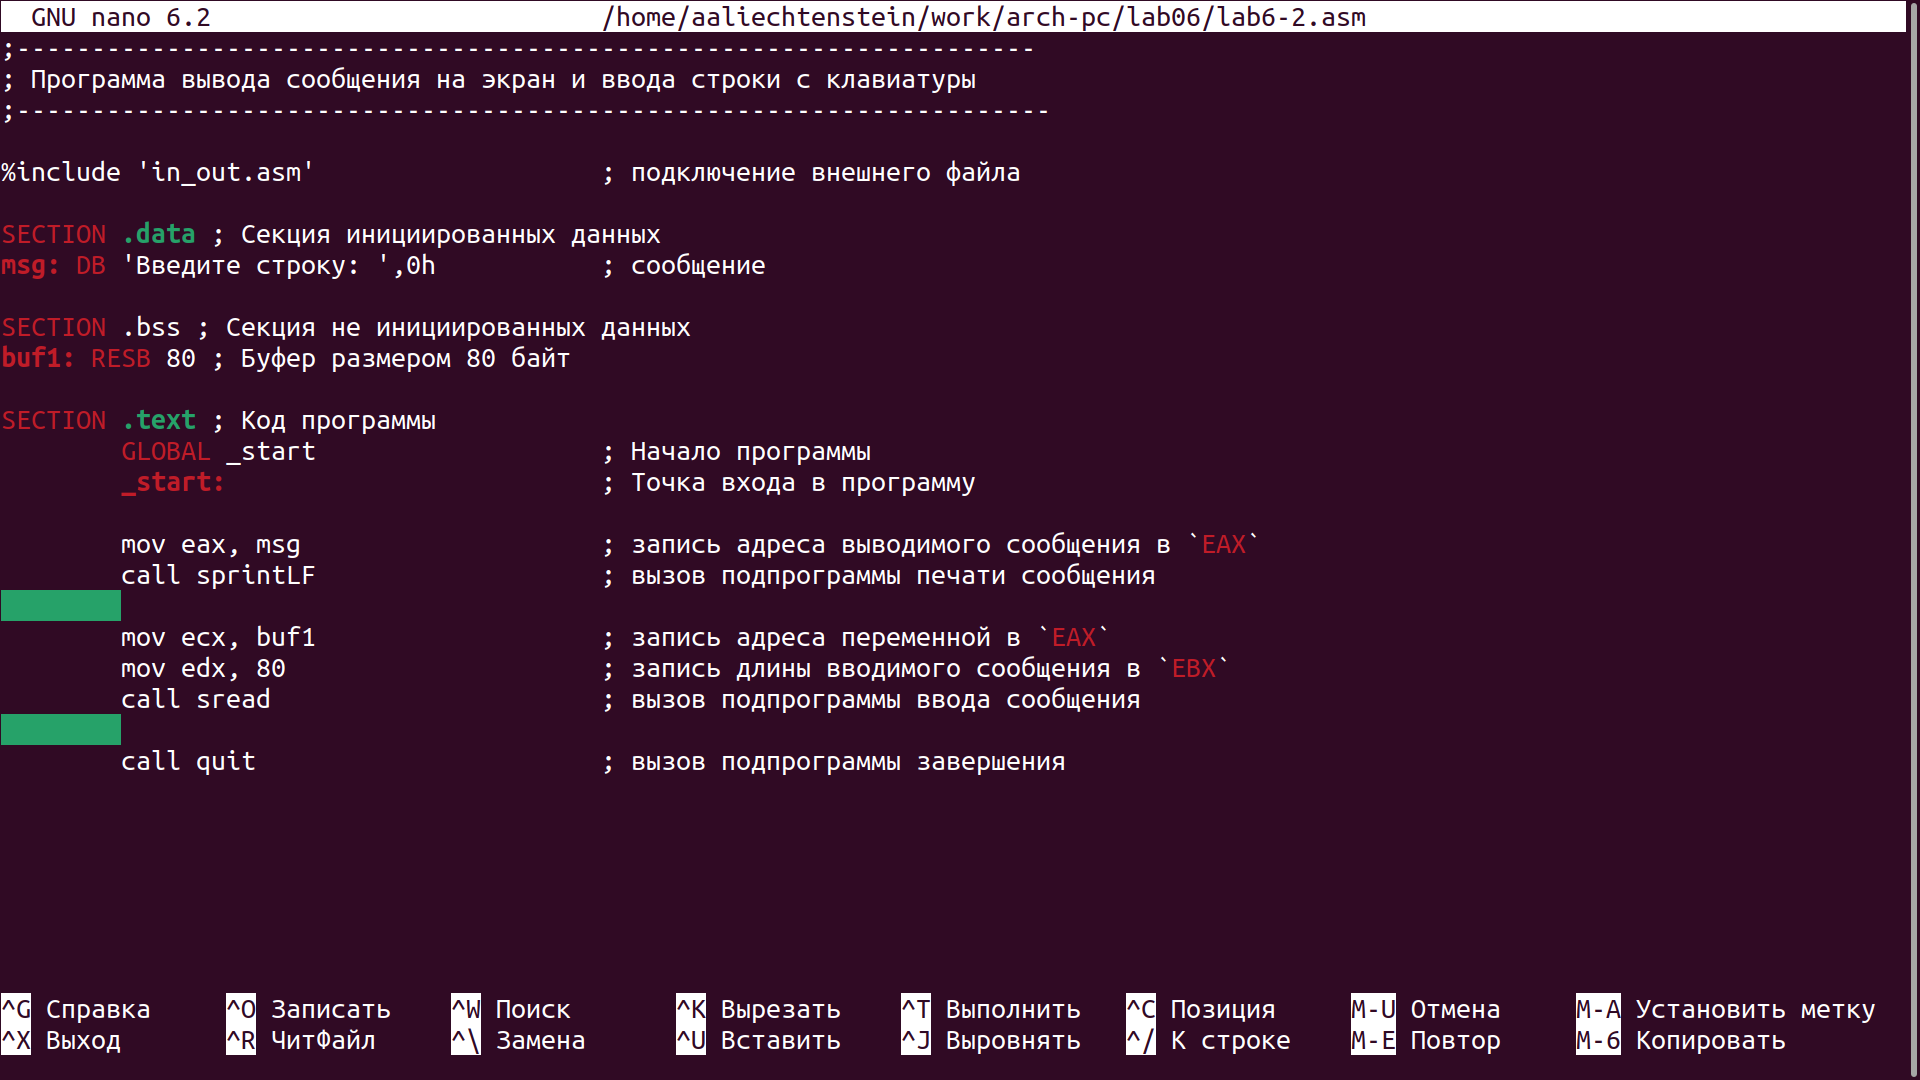 GNU nano 6.2 /home/aaliechtenstein/work/arch-pc/lab06/lab6-2.asm
;--------------------------------------------------------------------
; Программа вывода сообщения на экран и ввода строки с клавиатуры
;---------------------------------------------------------------------
%include 'in_out.asm' ; подключение внешнего файла
SECTION .data ; Секция инициированных данных
msg: DB 'Введите строку: ',0h ; сообщение
SECTION .bss ; Секция не инициированных данных
buf1: RESB 80 ; Буфер размером 80 байт
SECTION .text ; Код программы
GLOBAL _start ; Начало программы
_start: ; Точка входа в программу
mov eax, msg ; запись адреса выводимого сообщения в `EAX`
call sprintLF ; вызов подпрограммы печати сообщения
mov ecx, buf1 ; запись адреса переменной в `EAX`
mov edx, 80 ; запись длины вводимого сообщения в `EBX`
call sread ; вызов подпрограммы ввода сообщения
call quit ; вызов подпрограммы завершения
^G Справка ^O Записать ^W Поиск ^K Вырезать ^T Выполнить ^C Позиция M-U Отмена M-A Установить метку
^X Выход ^R ЧитФайл ^\ Замена ^U Вставить ^J Выровнять ^/ К строке M-E Повтор M-6 Копировать